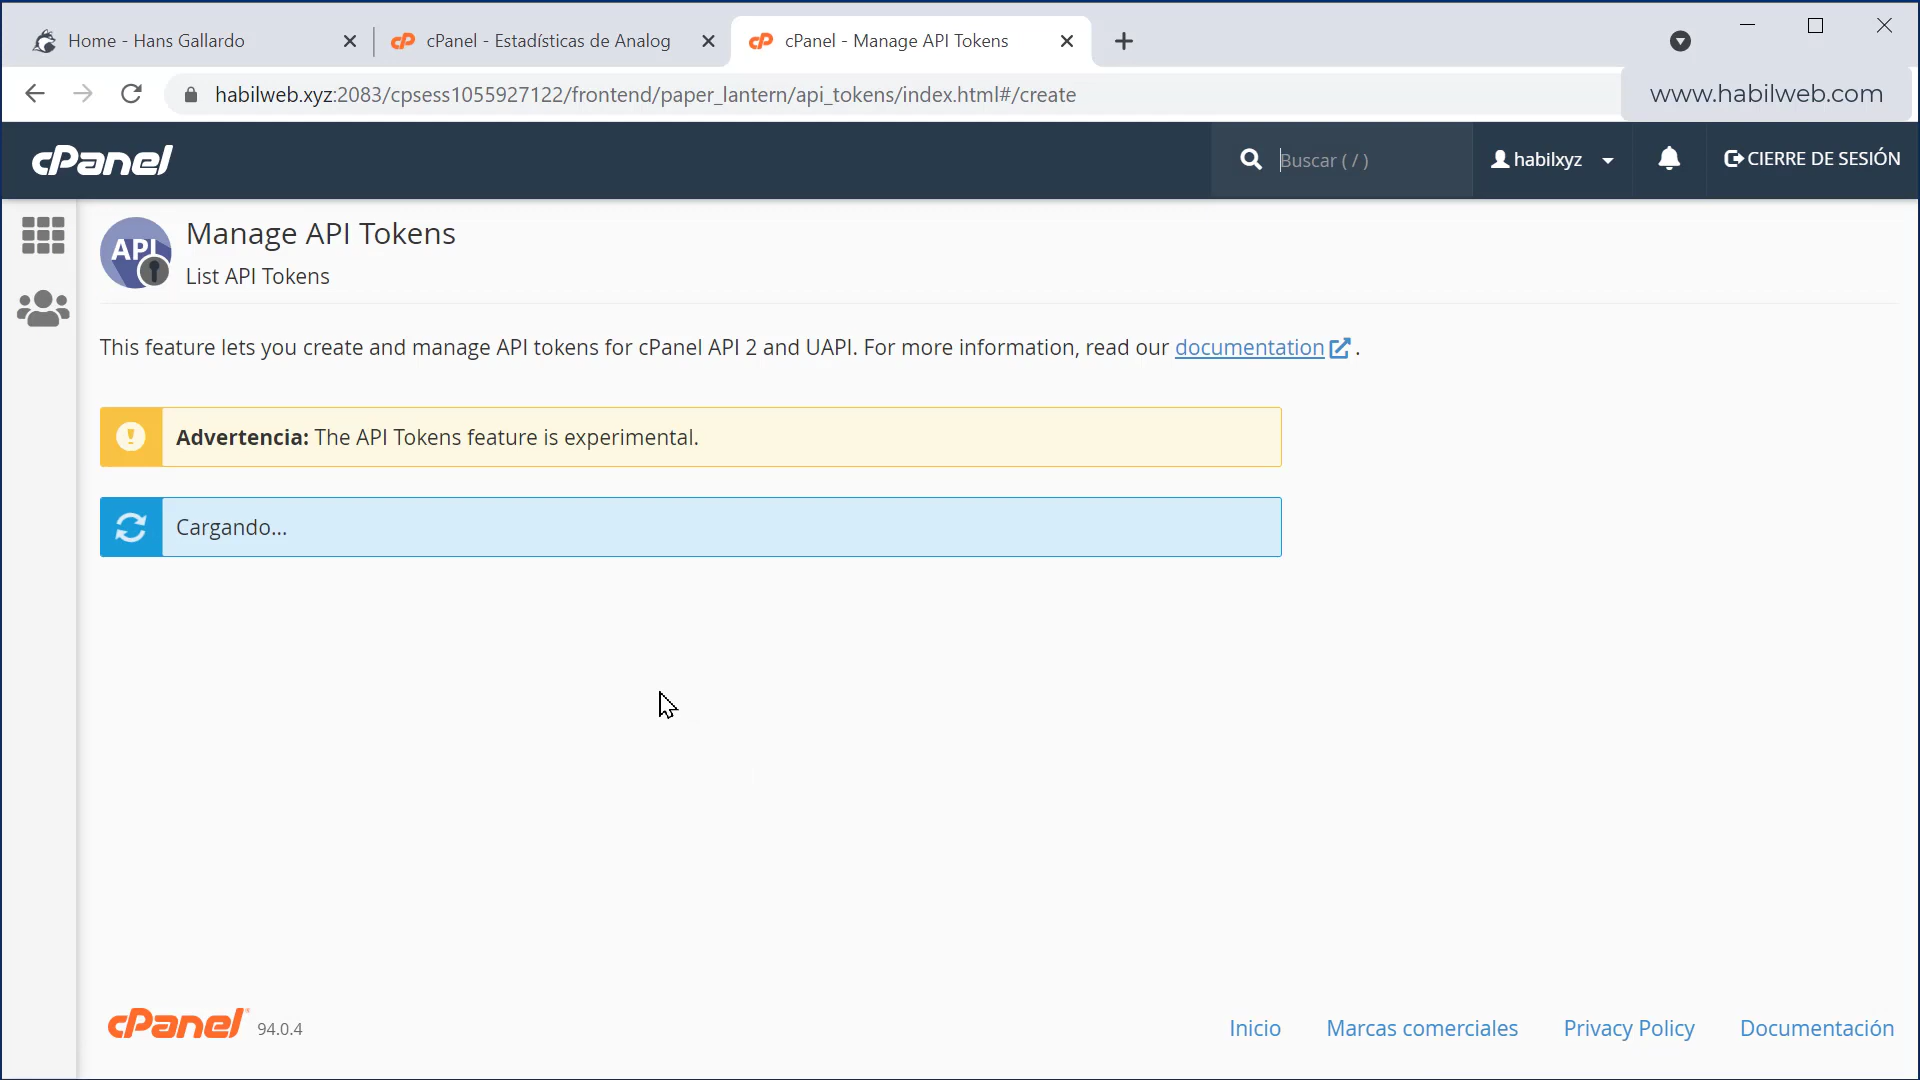 Home - Hans Gallardo
cPanel - Estadísticas de Analog
cPanel - Manage API Tokens
habilweb.xyz:2083/cpsess1055927122/frontend/paper_lantern/api_tokens/index.html#/create
www.habilweb.com
cPanel
Buscar ( / )
habilxyz
CIERRE DE SESIÓN
API
Manage API Tokens
List API Tokens
This feature lets you create and manage API tokens for cPanel API 2 and UAPI. For more information, read our documentation .
Advertencia: The API Tokens feature is experimental.
Cargando...
cPanel 94.0.4
Inicio
Marcas comerciales
Privacy Policy
Documentación